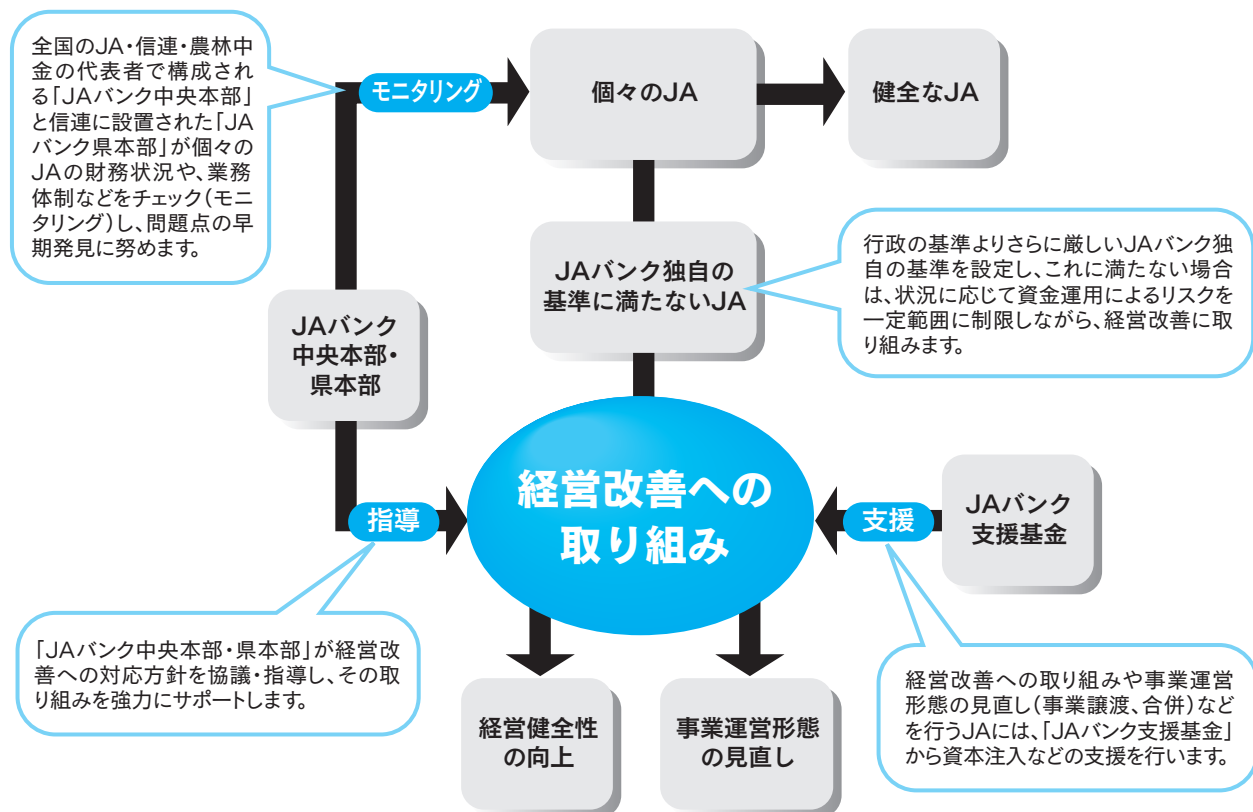 全国のJA・信連・農林中
金の代表者で構成され
る「JAバンク中央本部」
と信連に設置された「JA
バンク県本部」が個々の
JAの財務状況や、業務
体制などをチェック(モニ
タリング)し、問題点の早
期発見に努めます。
モニタリング
個々のJA
健全なJA
JAバンク独自の
基準に満たないJA
行政の基準よりさらに厳しいJAバンク独
自の基準を設定し、これに満たない場合
は、状況に応じて資金運用によるリスクを
一定範囲に制限しながら、経営改善に取
り組みます。
JAバンク
中央本部・
県本部
経営改善への
取り組み
指導
支援
JAバンク
支援基金
「JAバンク中央本部・県本部」が経営改
善への対応方針を協議・指導し、その取
り組みを強力にサポートします。
経営健全性
の向上
事業運営形態
の見直し
経営改善への取り組みや事業運営
形態の見直し(事業譲渡、合併)など
を行うJAには、「JAバンク支援基金」
から資本注入などの支援を行います。